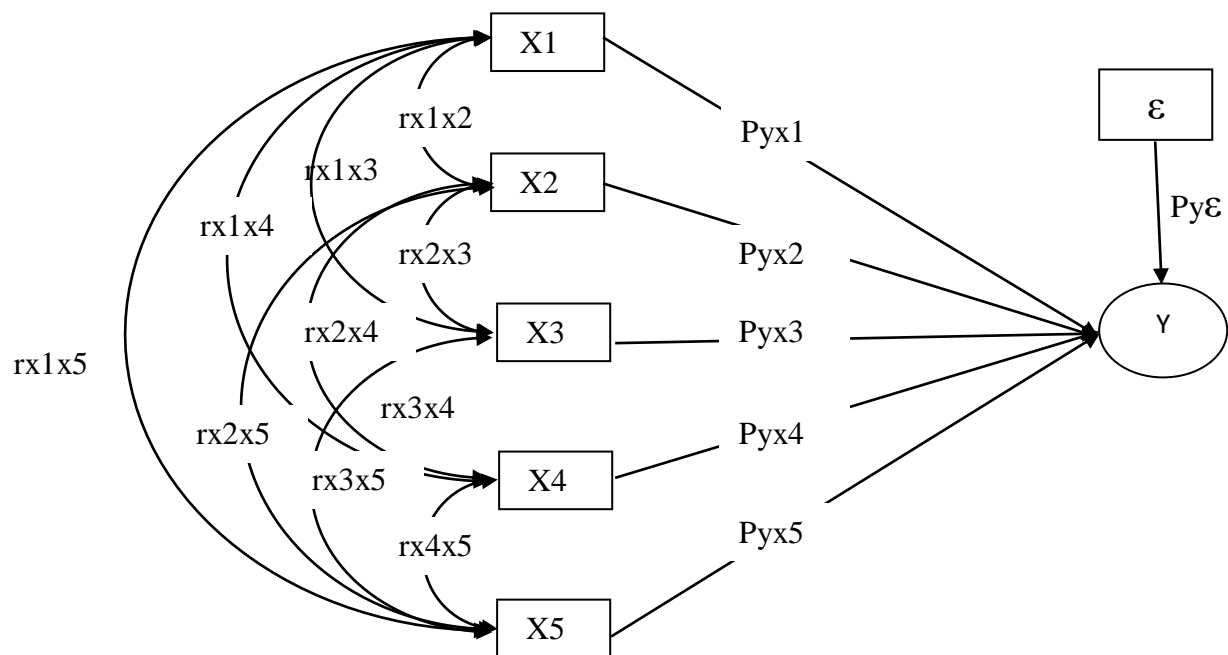 X1
ε
rx1x2
Pyx1
rx1x3
X2
Pyε
rx1x4
rx2x3
Pyx2
Y
rx2x4
X3
Pyx3
rx1x5
rx3x4
rx2x5
Pyx4
rx3x5
X4
Pyx5
rx4x5
X5